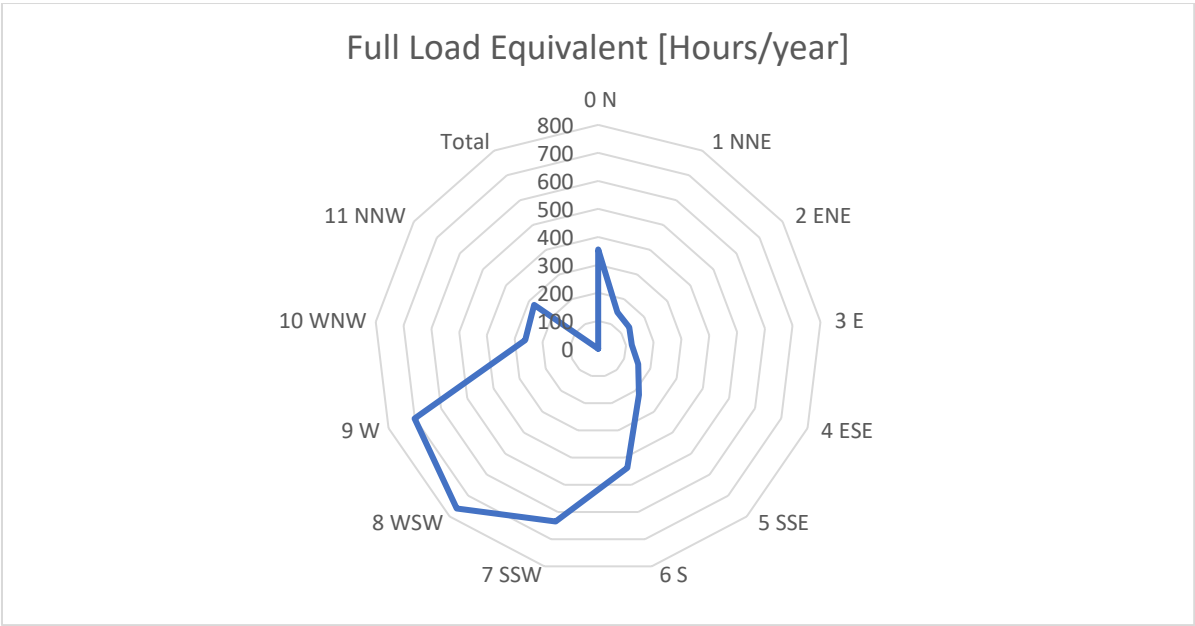 Full Load Equivalent [Hours/year]
0 N
1 NNE
2 ENE
3 E
4 ESE
5 SSE
6 S
7 SSW
8 WSW
9 W
10 WNW
11 NNW
Total
800
700
600
500
400
300
200
100
0